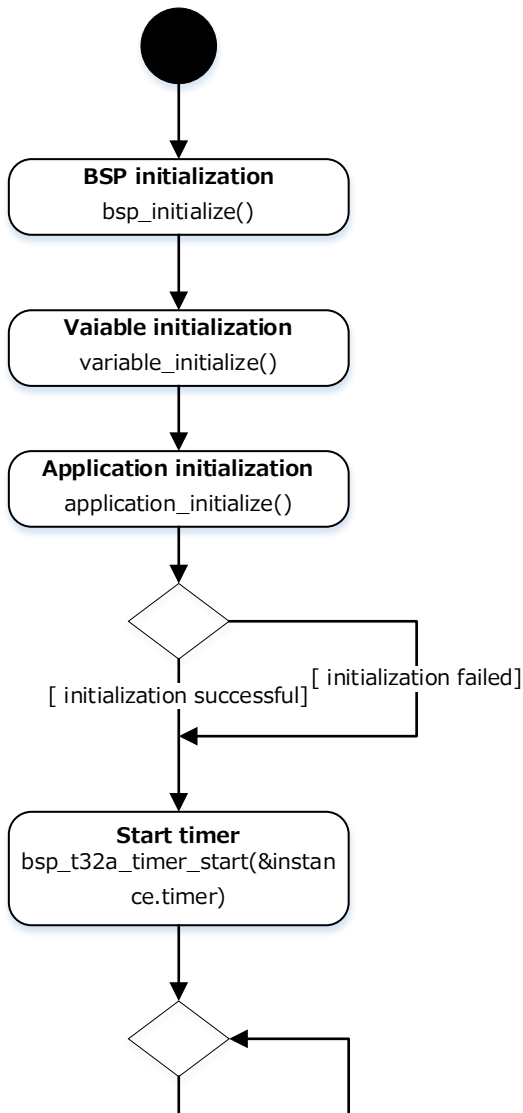 BSP initialization
bsp_initialize()
Vaiable initialization
variable_initialize()
Application initialization
application_initialize()
[ initialization failed]
[ initialization successful]
Start timer
bsp_t32a_timer_start(&instan
ce.timer)